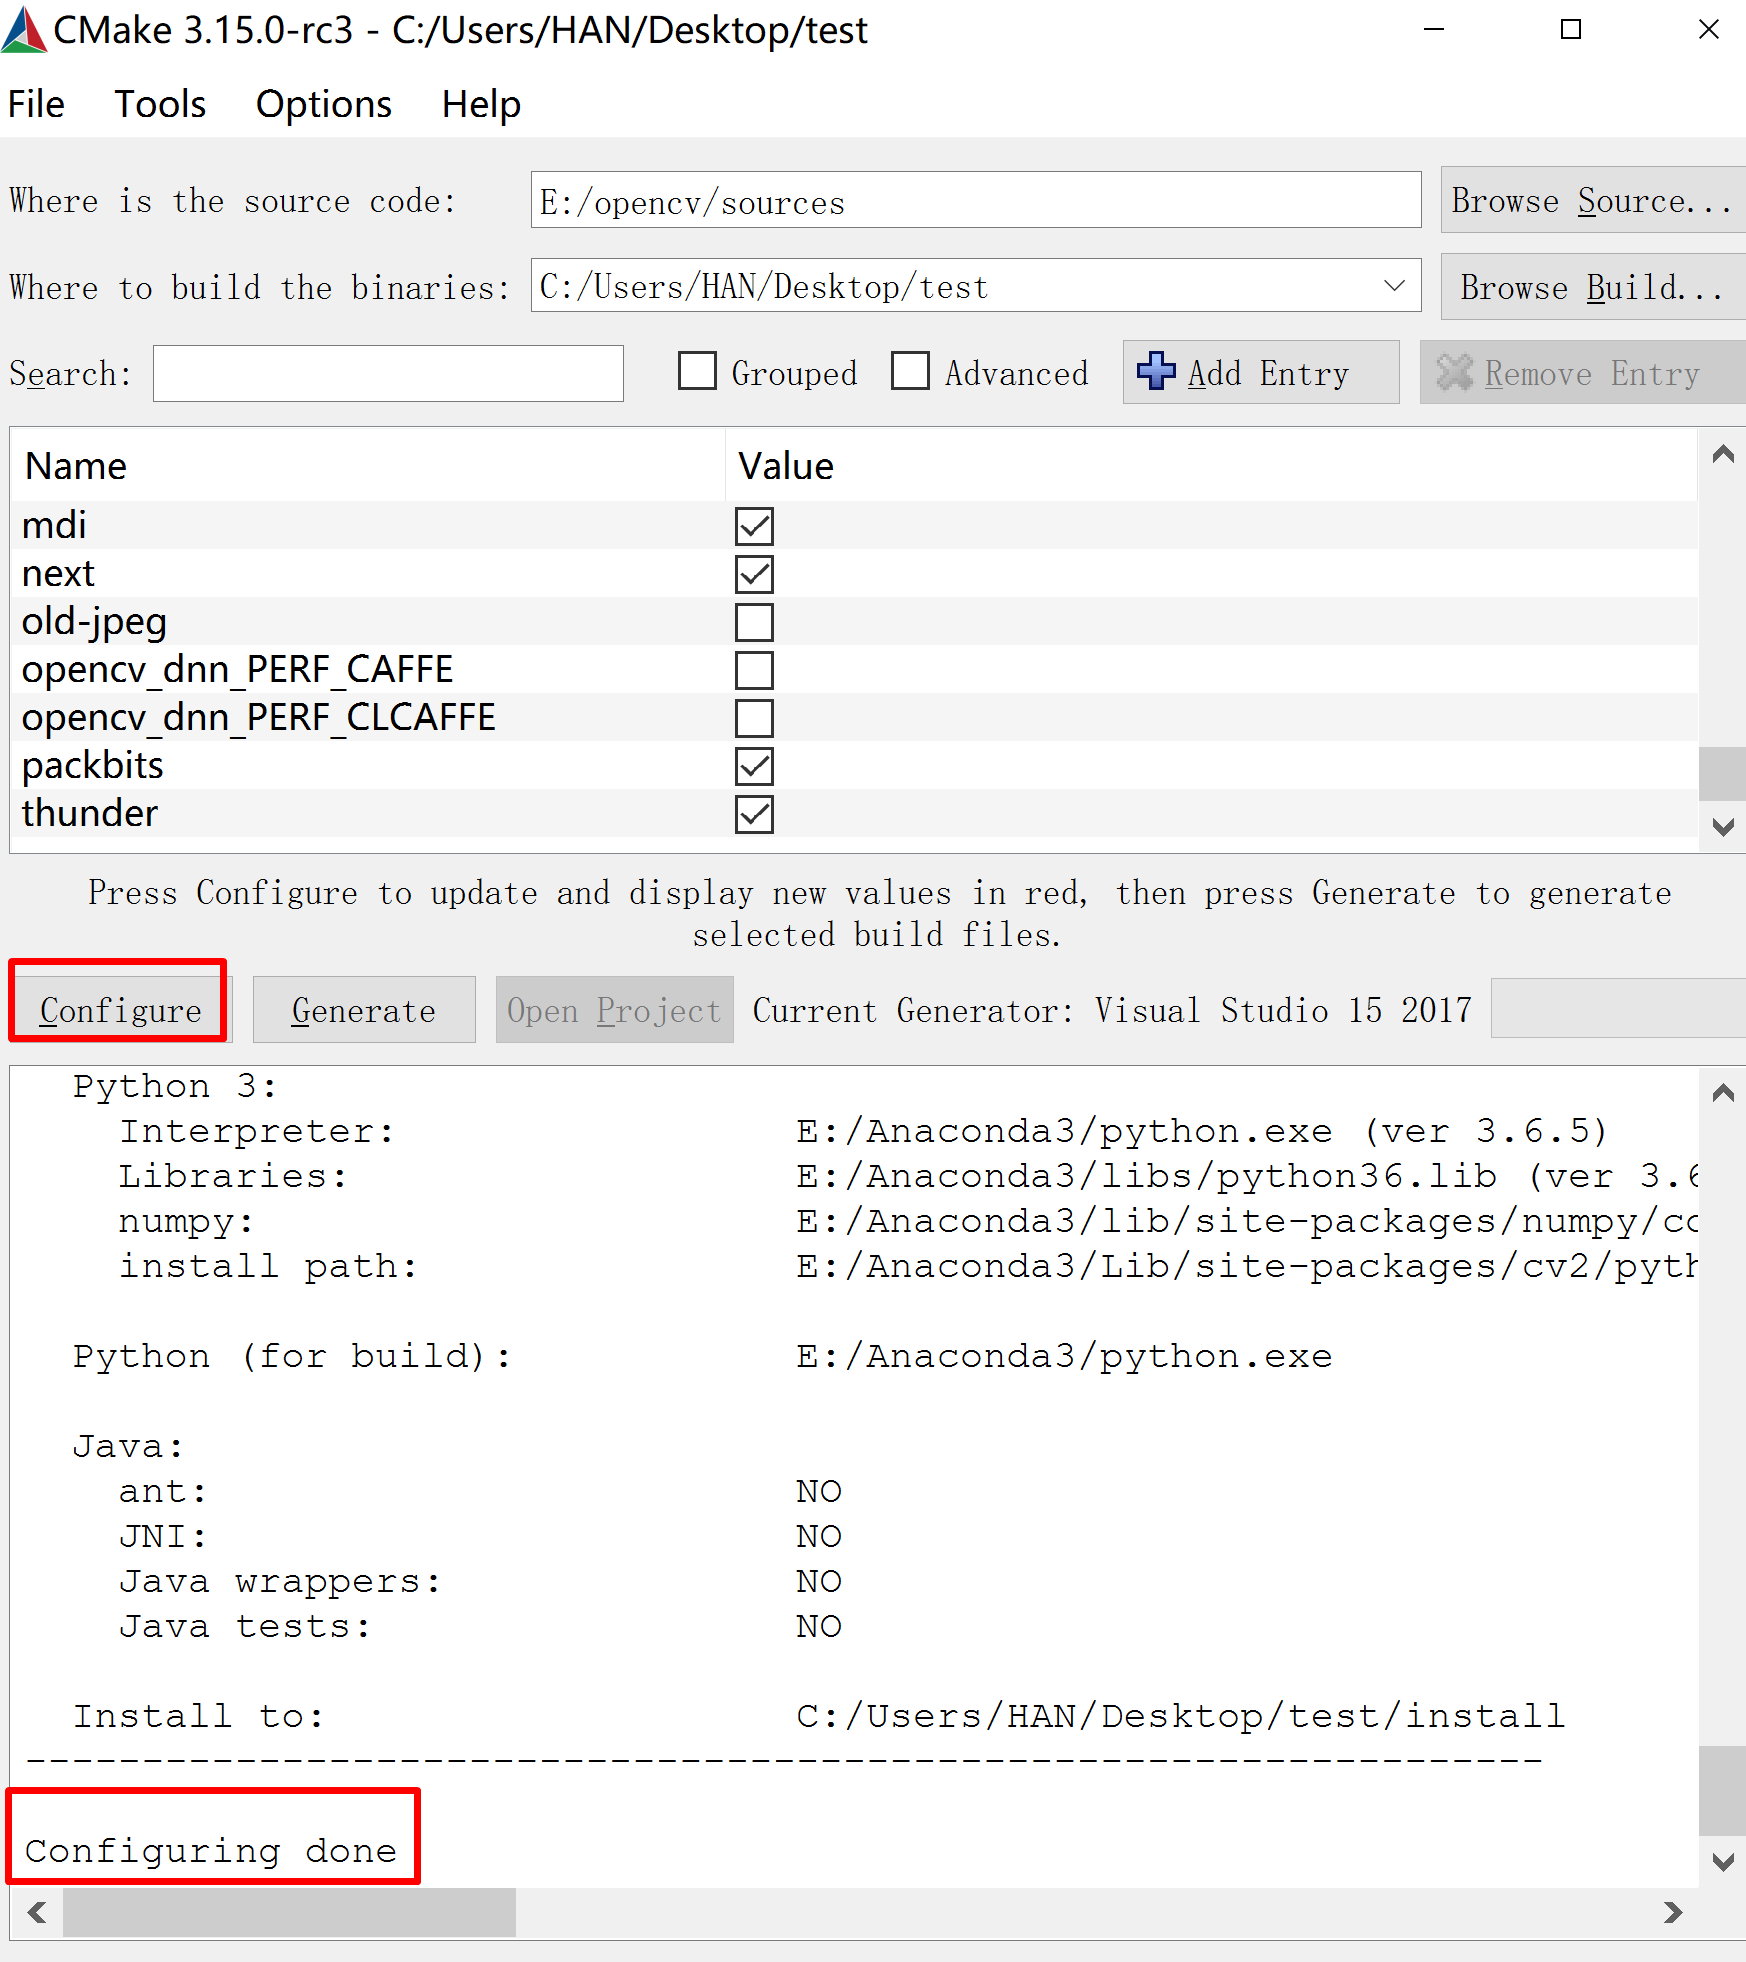 CMake 3.15.0-rc3 - C:/Users/HAN/Desktop/test
File Tools Options Help
Where is the source code: E:/opencv/sources Browse Source...
Where to build the binaries: C:/Users/HAN/Desktop/test Browse Build...
Search: Grouped Advanced Add Entry Remove Entry
Name Value
mdi
next
old-jpeg
opencv_dnn_PERF_CAFFE
opencv_dnn_PERF_CLCAFFE
packbits
thunder
Press Configure to update and display new values in red, then press Generate to generate
selected build files.
Configure Generate Open Project Current Generator: Visual Studio 15 2017
Python 3:
Interpreter: E:/Anaconda3/python.exe (ver 3.6.5)
Libraries: E:/Anaconda3/libs/python36.lib (ver 3.6
numpy: E:/Anaconda3/lib/site-packages/numpy/co
install path: E:/Anaconda3/Lib/site-packages/cv2/pyth
Python (for build): E:/Anaconda3/python.exe
Java:
ant: NO
JNI: NO
Java wrappers: NO
Java tests: NO
Install to: C:/Users/HAN/Desktop/test/install
-----------------------------------------------------------------
Configuring done